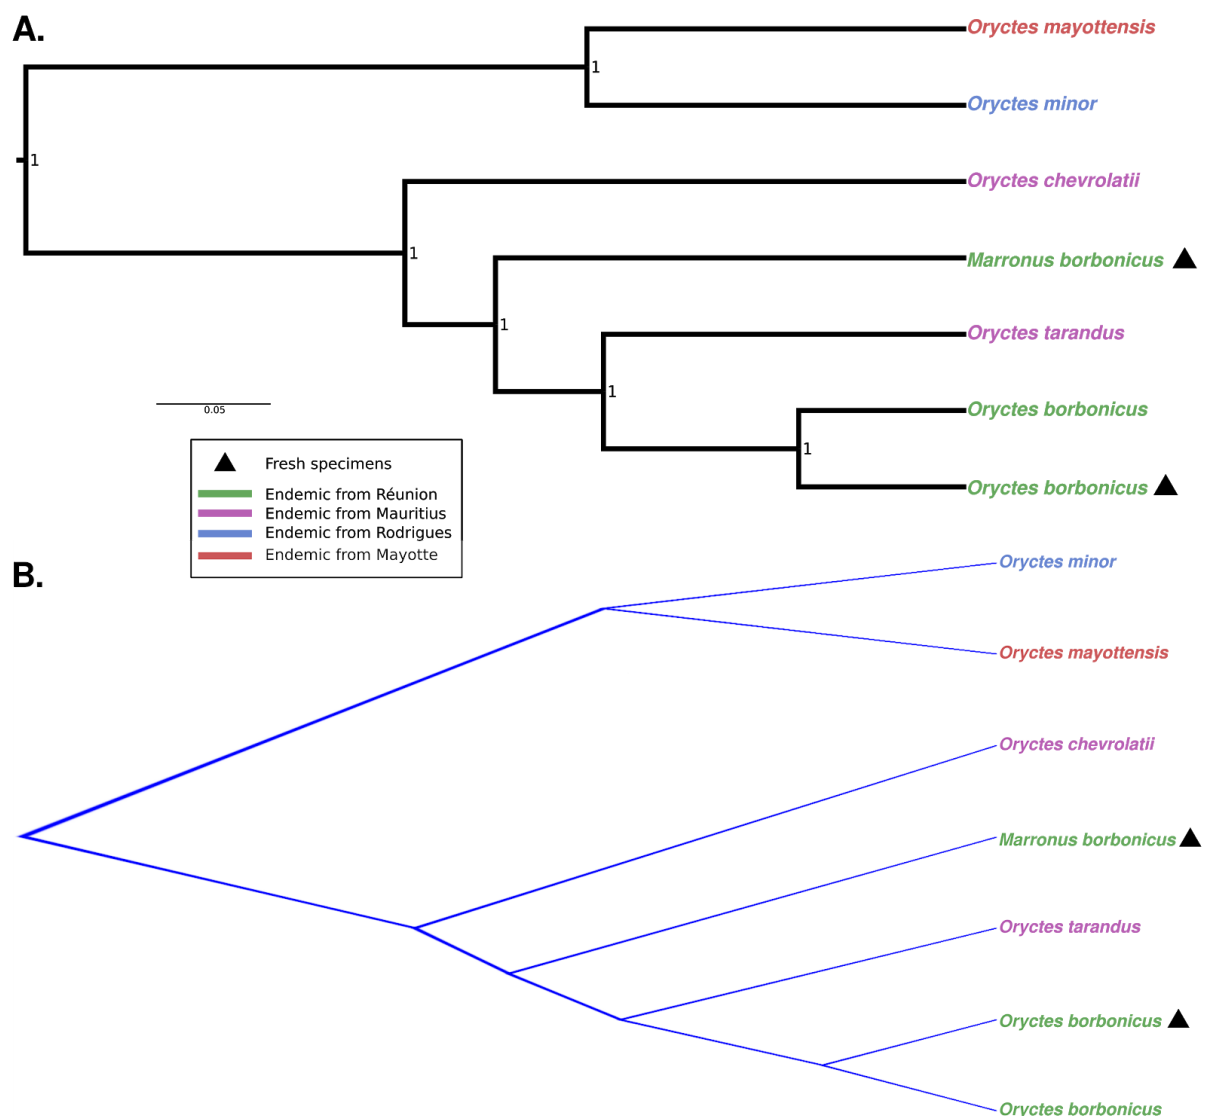 A.
Oryctes mayottensis
1
Oryctes minor
1
Oryctes chevrolatii
1
Marronus borbonicus
1
Oryctes tarandus
1
0.05
Oryctes borbonicus
1
Oryctes borbonicus
Fresh specimens
Endemic from Réunion
Endemic from Mauritius
Endemic from Rodrigues
Endemic from Mayotte
B.
Oryctes minor
Oryctes mayottensis
Oryctes chevrolatii
Marronus borbonicus
Oryctes tarandus
Oryctes borbonicus
Oryctes borbonicus